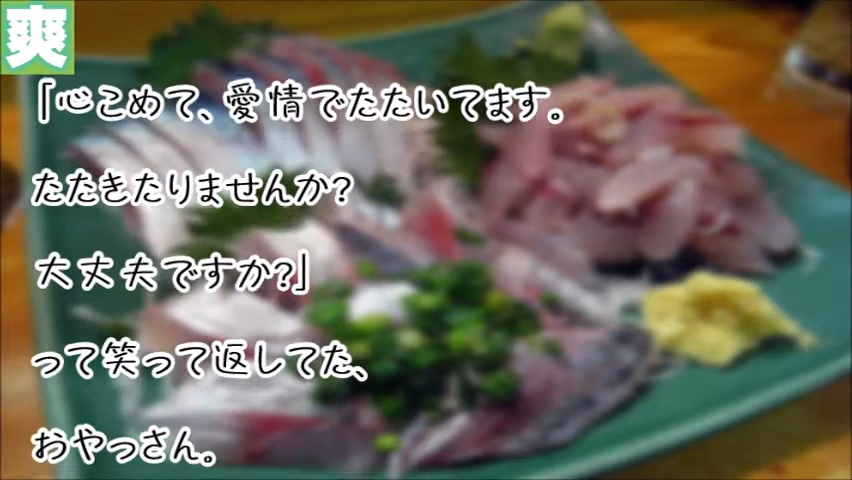 爽
「心こめて、愛情でたたいてます。
たたきたりませんか?
大丈夫ですか?」
って笑って返してた、
おやっさん。